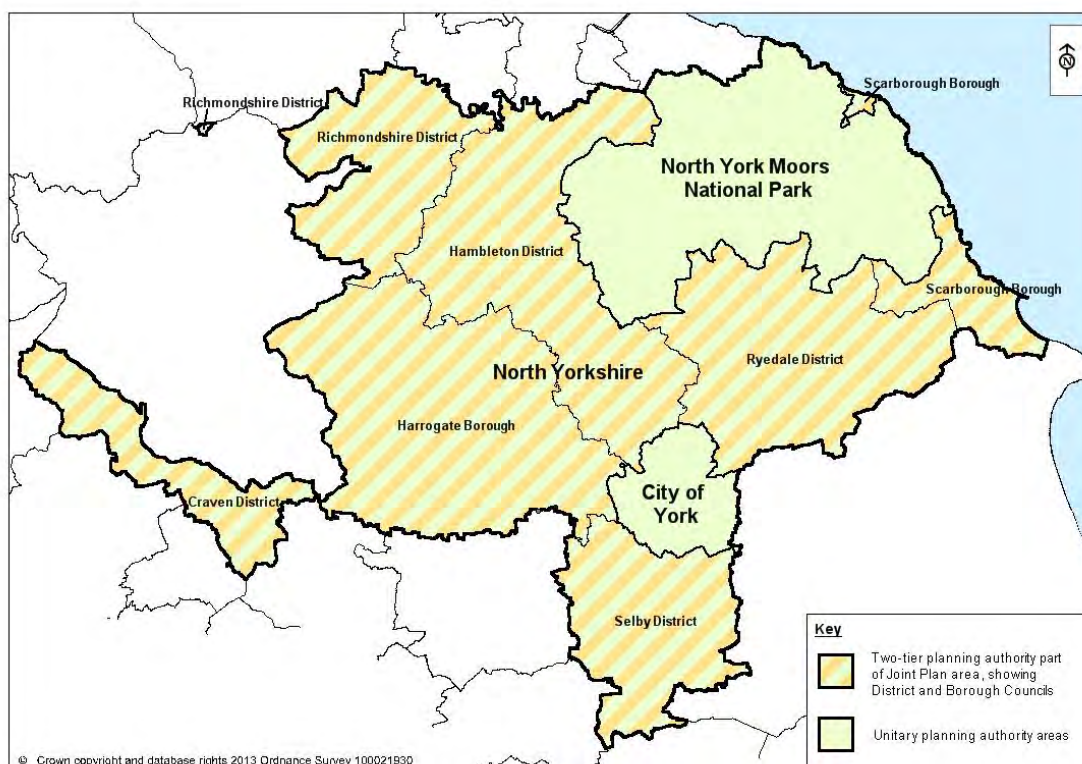 Scarborough Borough
Richmondshire District
Richmondshire District
North York Moors
National Park
Hambleton District
Scarborough Borough
Ryedale District
North Yorkshire
Harrogate Borough
City of
York
Craven District
Selby District
Key
Two-tier planning authority part
of Joint Plan area, showing
District and Borough Councils
Unitary planning authority areas
© Crown copyright and database rights 2013 Ordnance Survey 100021930
N